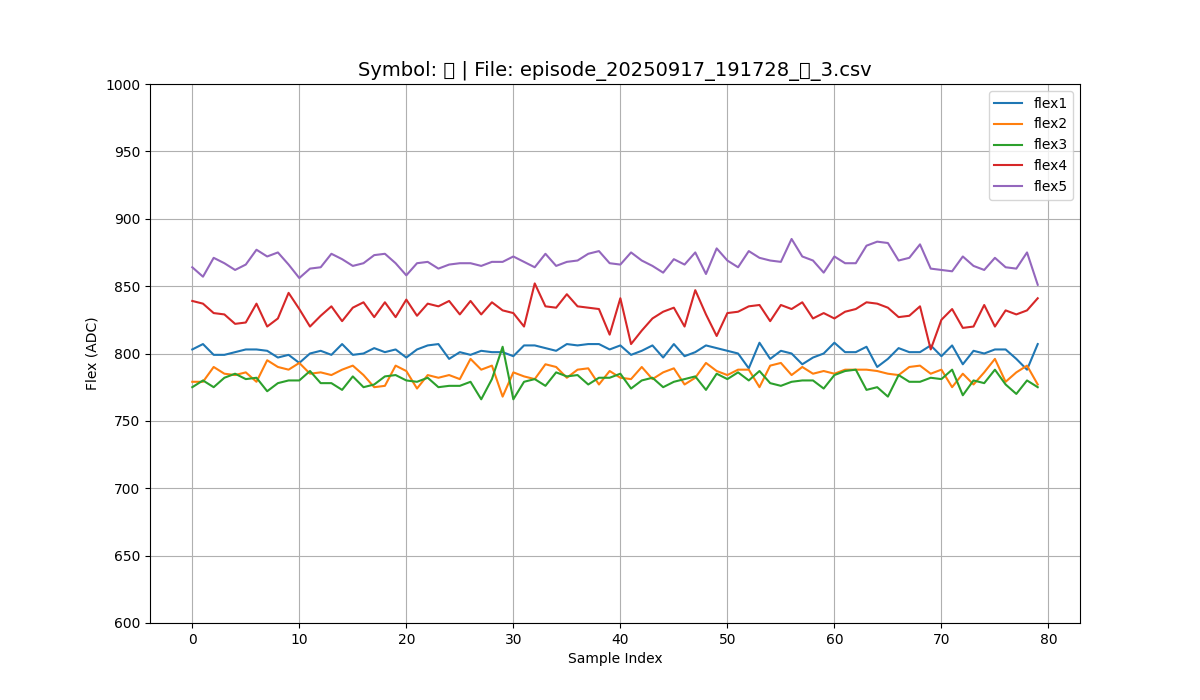 Symbol: ▯ | File: episode_20250917_191728_▯_3.csv
1000
950
900
850
800
750
700
650
600
Flex (ADC)
0 10 20 30 40 50 60 70 80
Sample Index
flex1
flex2
flex3
flex4
flex5